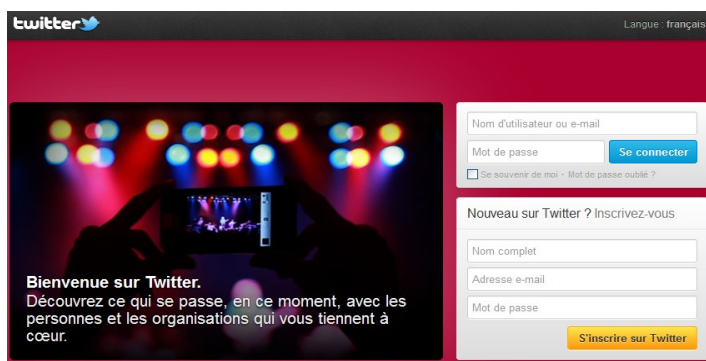 twitter
Langue : français
Nom d'utilisateur ou e-mail
Mot de passe
Se connecter
Se souvenir de moi · Mot de passe oublié ?
Bienvenue sur Twitter.
Découvrez ce qui se passe, en ce moment, avec les
personnes et les organisations qui vous tiennent à
cœur.
Nouveau sur Twitter ? Inscrivez-vous
Nom complet
Adresse e-mail
Mot de passe
S'inscrire sur Twitter